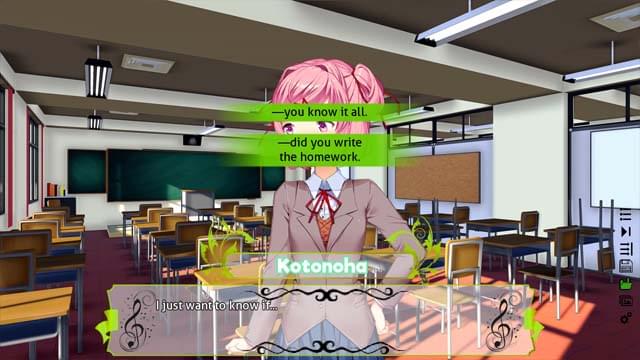 —you know it all.
—did you write
the homework.
Kotonoha
I just want to know if...